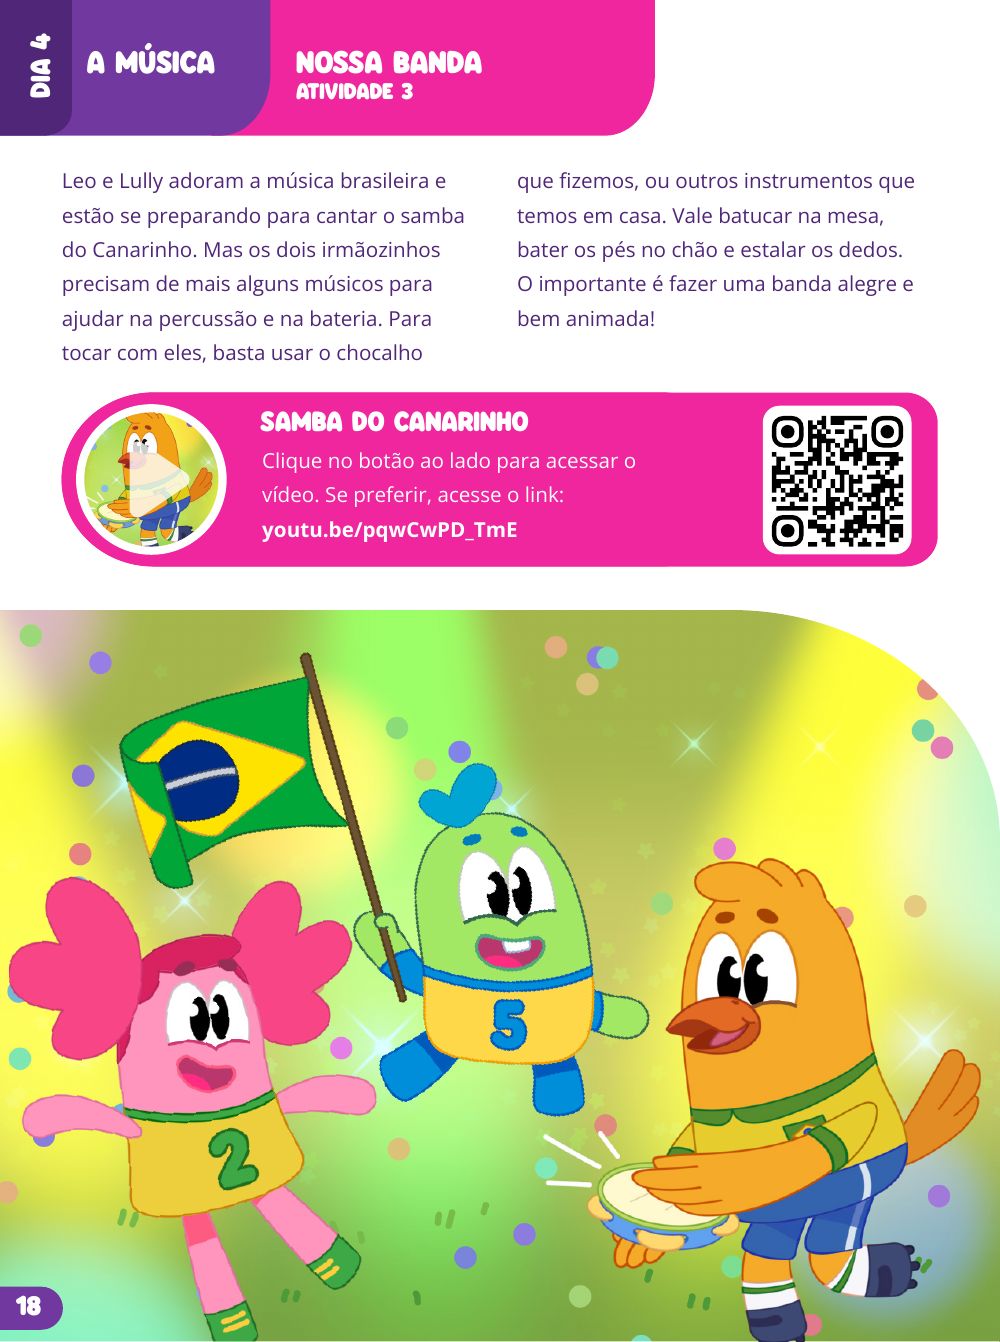 DIA 4
A MÚSICA
NOSSA BANDA
ATIVIDADE 3
Leo e Lully adoram a música brasileira e
estão se preparando para cantar o samba
do Canarinho. Mas os dois irmãozinhos
precisam de mais alguns músicos para
ajudar na percussão e na bateria. Para
tocar com eles, basta usar o chocalho
que fizemos, ou outros instrumentos que
temos em casa. Vale batucar na mesa,
bater os pés no chão e estalar os dedos.
O importante é fazer uma banda alegre e
bem animada!
SAMBA DO CANARINHO
Clique no botão ao lado para acessar o
vídeo. Se preferir, acesse o link:
youtu.be/pqwCwPD_TmE
5
2
18